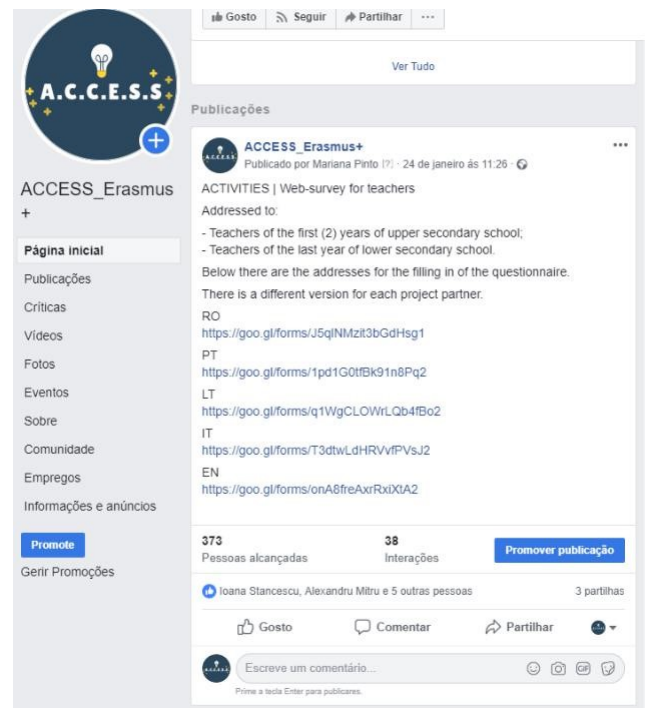 Gosto Seguir Partilhar ...
Ver Tudo
A.C.C.E.S.S
ACCESS_Erasmus
+
Página inicial
Publicações
Críticas
Vídeos
Fotos
Eventos
Sobre
Comunidade
Empregos
Informações e anúncios
Promote
Gerir Promoções
Publicações
ACCESS_Erasmus+
Publicado por Mariana Pinto [?] · 24 de janeiro às 11:26 ·
ACTIVITIES | Web-survey for teachers
Addressed to:
- Teachers of the first (2) years of upper secondary school;
- Teachers of the last year of lower secondary school.
Below there are the addresses for the filling in of the questionnaire.
There is a different version for each project partner.
RO
https://goo.gl/forms/J5qlNMzit3bGdHsg1
PT
https://goo.gl/forms/1pd1G0tfBk91n8Pq2
LT
https://goo.gl/forms/q1WgCLOWrLQb4fBo2
IT
https://goo.gl/forms/T3dtwLdHRVvfPVsJ2
EN
https://goo.gl/forms/onA8freAxrRxiXtA2
373
Pessoas alcançadas
38
Interações
Promover publicação
Ioana Stancescu, Alexandru Mitru e 5 outras pessoas
3 partilhas
Gosto Comentar Partilhar
Escreve um comentário...
GIF
Prime a tecla Enter para publicares.